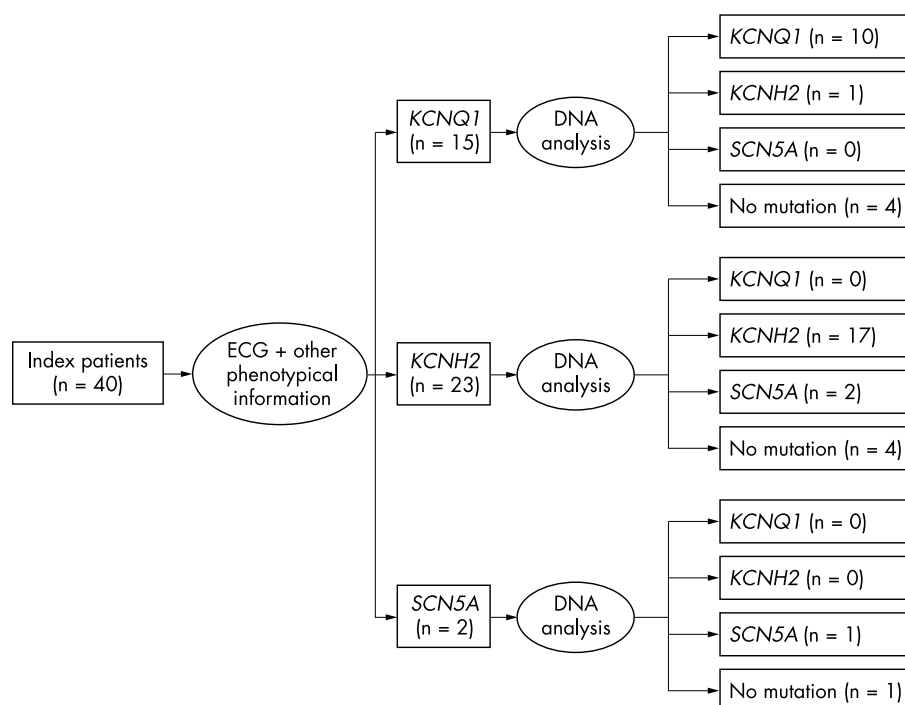 Index patients
(n = 40)
ECG + other
phenotypical
information
KCNQ1
(n = 15)
DNA
analysis
KCNQ1 (n = 10)
KCNH2 (n = 1)
SCN5A (n = 0)
No mutation (n = 4)
KCNH2
(n = 23)
DNA
analysis
KCNQ1 (n = 0)
KCNH2 (n = 17)
SCN5A (n = 2)
No mutation (n = 4)
SCN5A
(n = 2)
DNA
analysis
KCNQ1 (n = 0)
KCNH2 (n = 0)
SCN5A (n = 1)
No mutation (n = 1)